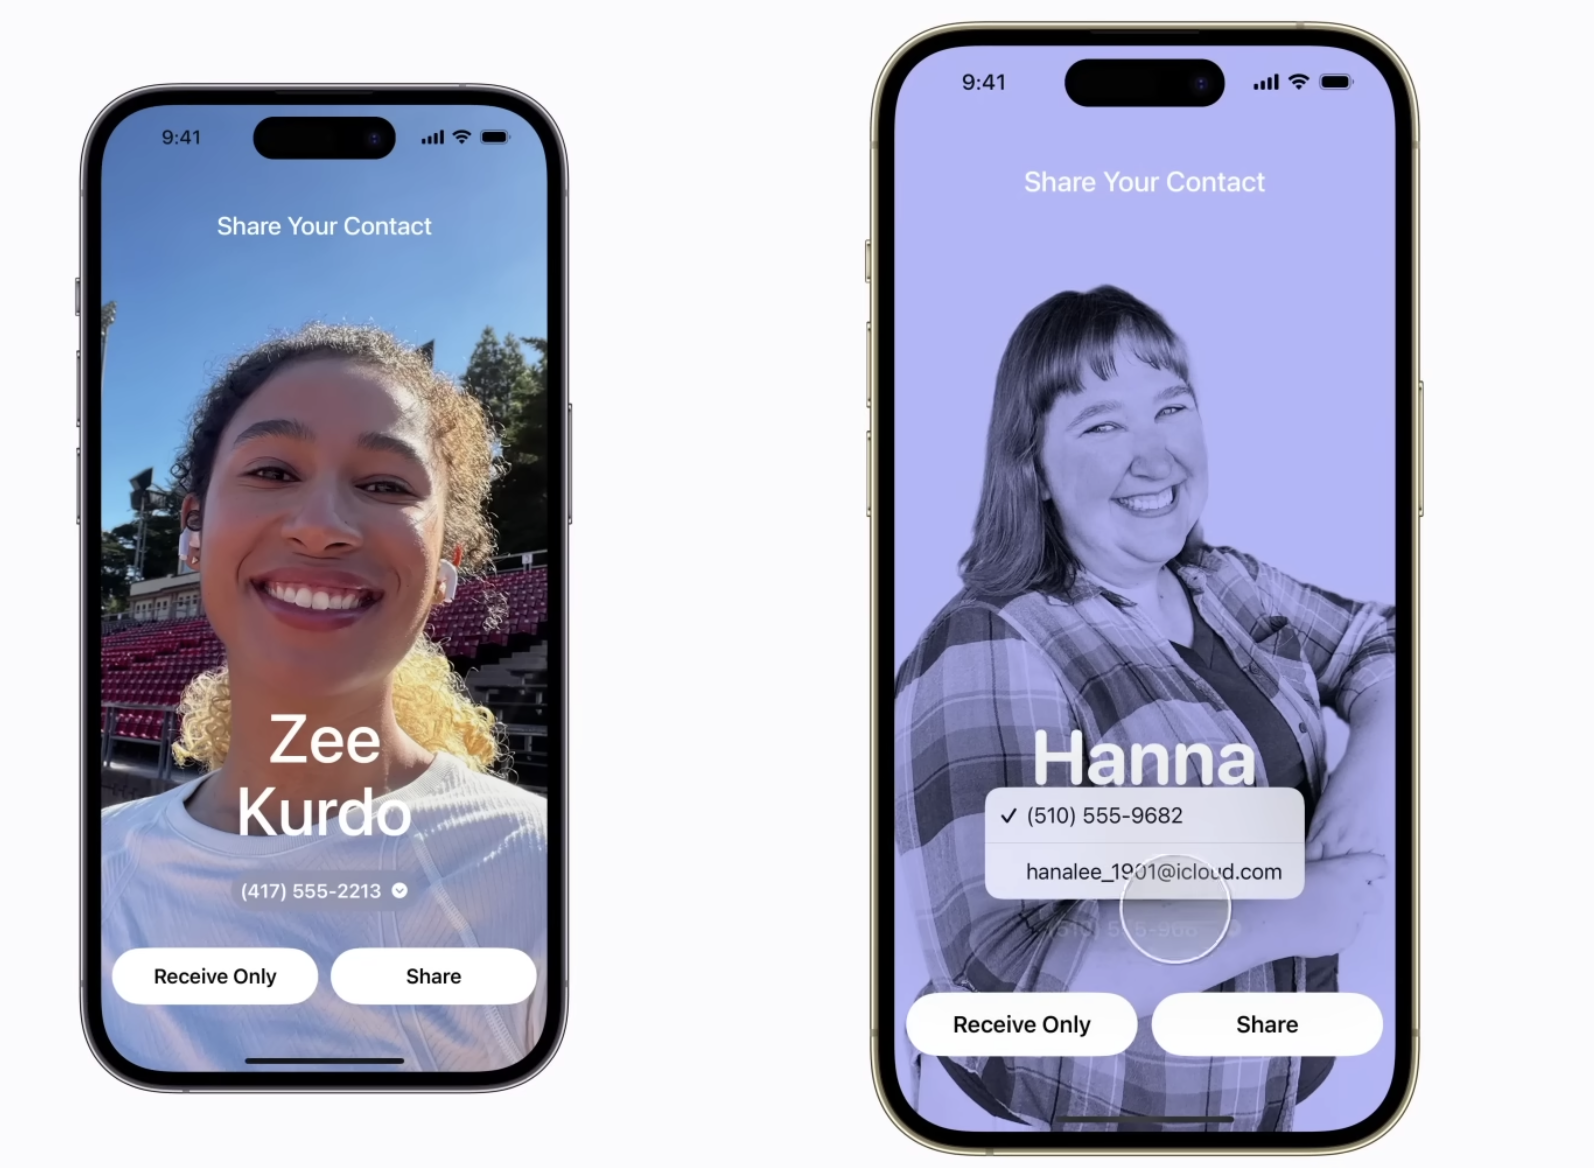 9:41
Share Your Contact
Zee
Kurdo
(417) 555-2213
Receive Only
Share
9:41
Share Your Contact
Hanna
✓ (510) 555-9682
hanalee_1901@icloud.com
Receive Only
Share